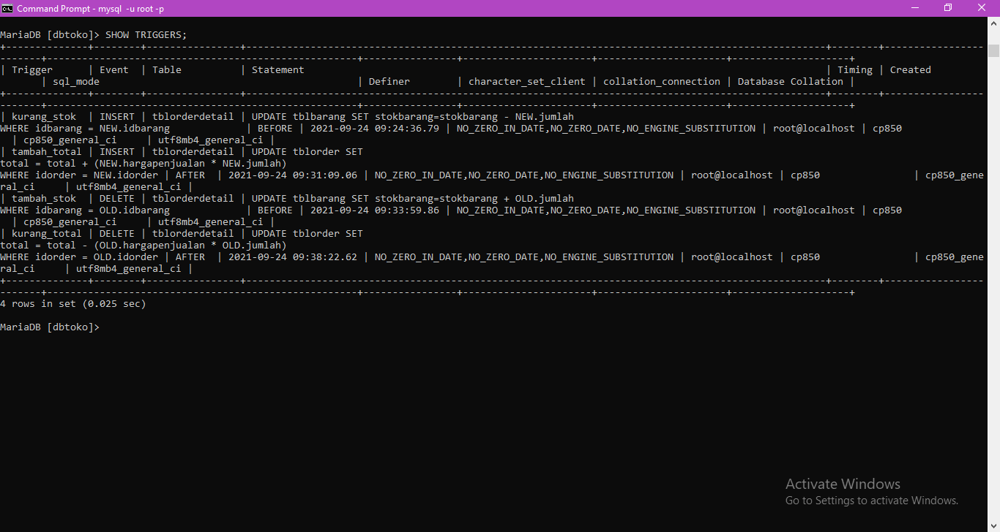 Command Prompt - mysql -u root -p
MariaDB [dbtoko]> SHOW TRIGGERS;
+--------------+--------+----------------+---------------------------------------------------------------------------------------------------+--------+-----------------
-------+-----------------------------------------------------+----------------+----------------------+----------------------+--------------------+
| Trigger      | Event  | Table          | Statement                                                                                         | Timing | Created
       | sql_mode                                            | Definer        | character_set_client | collation_connection | Database Collation |
+--------------+--------+----------------+---------------------------------------------------------------------------------------------------+--------+-----------------
-------+-----------------------------------------------------+----------------+----------------------+----------------------+--------------------+
| kurang_stok  | INSERT | tblorderdetail | UPDATE tblbarang SET stokbarang=stokbarang - NEW.jumlah
WHERE idbarang = NEW.idbarang             | BEFORE | 2021-09-24 09:24:36.79 | NO_ZERO_IN_DATE,NO_ZERO_DATE,NO_ENGINE_SUBSTITUTION | root@localhost | cp850
  | cp850_general_ci     | utf8mb4_general_ci |
| tambah_total | INSERT | tblorderdetail | UPDATE tblorder SET
total = total + (NEW.hargapenjualan * NEW.jumlah)
WHERE idorder = NEW.idorder | AFTER  | 2021-09-24 09:31:09.06 | NO_ZERO_IN_DATE,NO_ZERO_DATE,NO_ENGINE_SUBSTITUTION | root@localhost | cp850                | cp850_gene
ral_ci     | utf8mb4_general_ci |
| tambah_stok  | DELETE | tblorderdetail | UPDATE tblbarang SET stokbarang=stokbarang + OLD.jumlah
WHERE idbarang = OLD.idbarang             | BEFORE | 2021-09-24 09:33:59.86 | NO_ZERO_IN_DATE,NO_ZERO_DATE,NO_ENGINE_SUBSTITUTION | root@localhost | cp850
  | cp850_general_ci     | utf8mb4_general_ci |
| kurang_total | DELETE | tblorderdetail | UPDATE tblorder SET
total = total - (OLD.hargapenjualan * OLD.jumlah)
WHERE idorder = OLD.idorder | AFTER  | 2021-09-24 09:38:22.62 | NO_ZERO_IN_DATE,NO_ZERO_DATE,NO_ENGINE_SUBSTITUTION | root@localhost | cp850                | cp850_gene
ral_ci     | utf8mb4_general_ci |
+--------------+--------+----------------+---------------------------------------------------------------------------------------------------+--------+-----------------
-------+-----------------------------------------------------+----------------+----------------------+----------------------+--------------------+
4 rows in set (0.025 sec)
MariaDB [dbtoko]>
Activate Windows
Go to Settings to activate Windows.